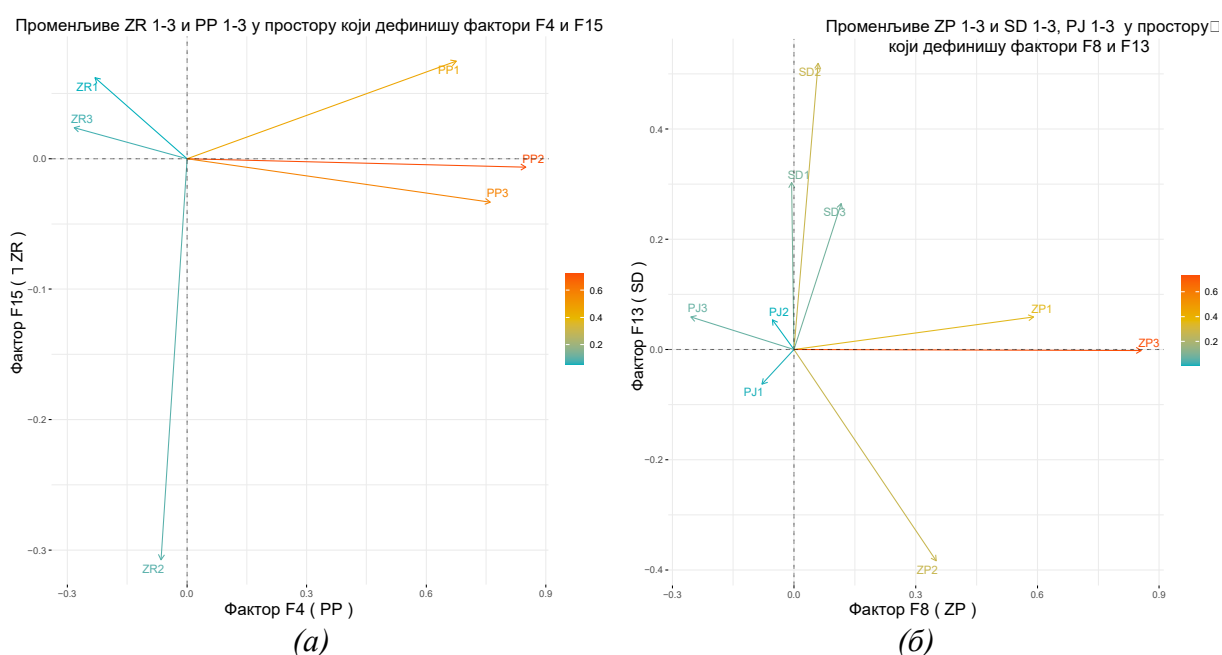 Променљиве ZR 1-3 и PP 1-3 у простору који дефинишу фактори F4 и F15
PP1
ZR1
ZR3
0.0
PP2
PP3
−0.1
−0.2
−0.3
ZR2
0.6
0.4
0.2
Фактор F15 ( ℸ ZR )
−0.3
0.0
0.3
0.6
0.9
Фактор F4 ( PP )
(а)
Променљиве ZP 1-3 и SD 1-3, PJ 1-3 у простору□
који дефинишу фактори F8 и F13
SD2
0.4
SD1
SD3
0.2
PJ3
PJ2
ZP1
0.0
ZP3
PJ1
−0.2
−0.4
ZP2
0.6
0.4
0.2
Фактор F13 ( SD )
−0.3
0.0
0.3
0.6
0.9
Фактор F8 ( ZP )
(б)